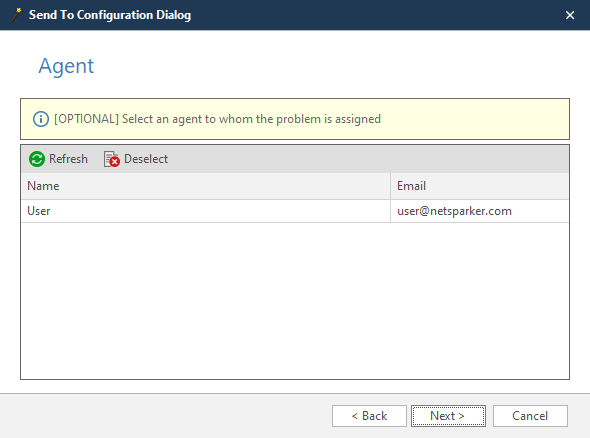 Send To Configuration Dialog
Agent
[OPTIONAL] Select an agent to whom the problem is assigned
Refresh Deselect
Name Email
User user@netsparker.com
< Back Next > Cancel